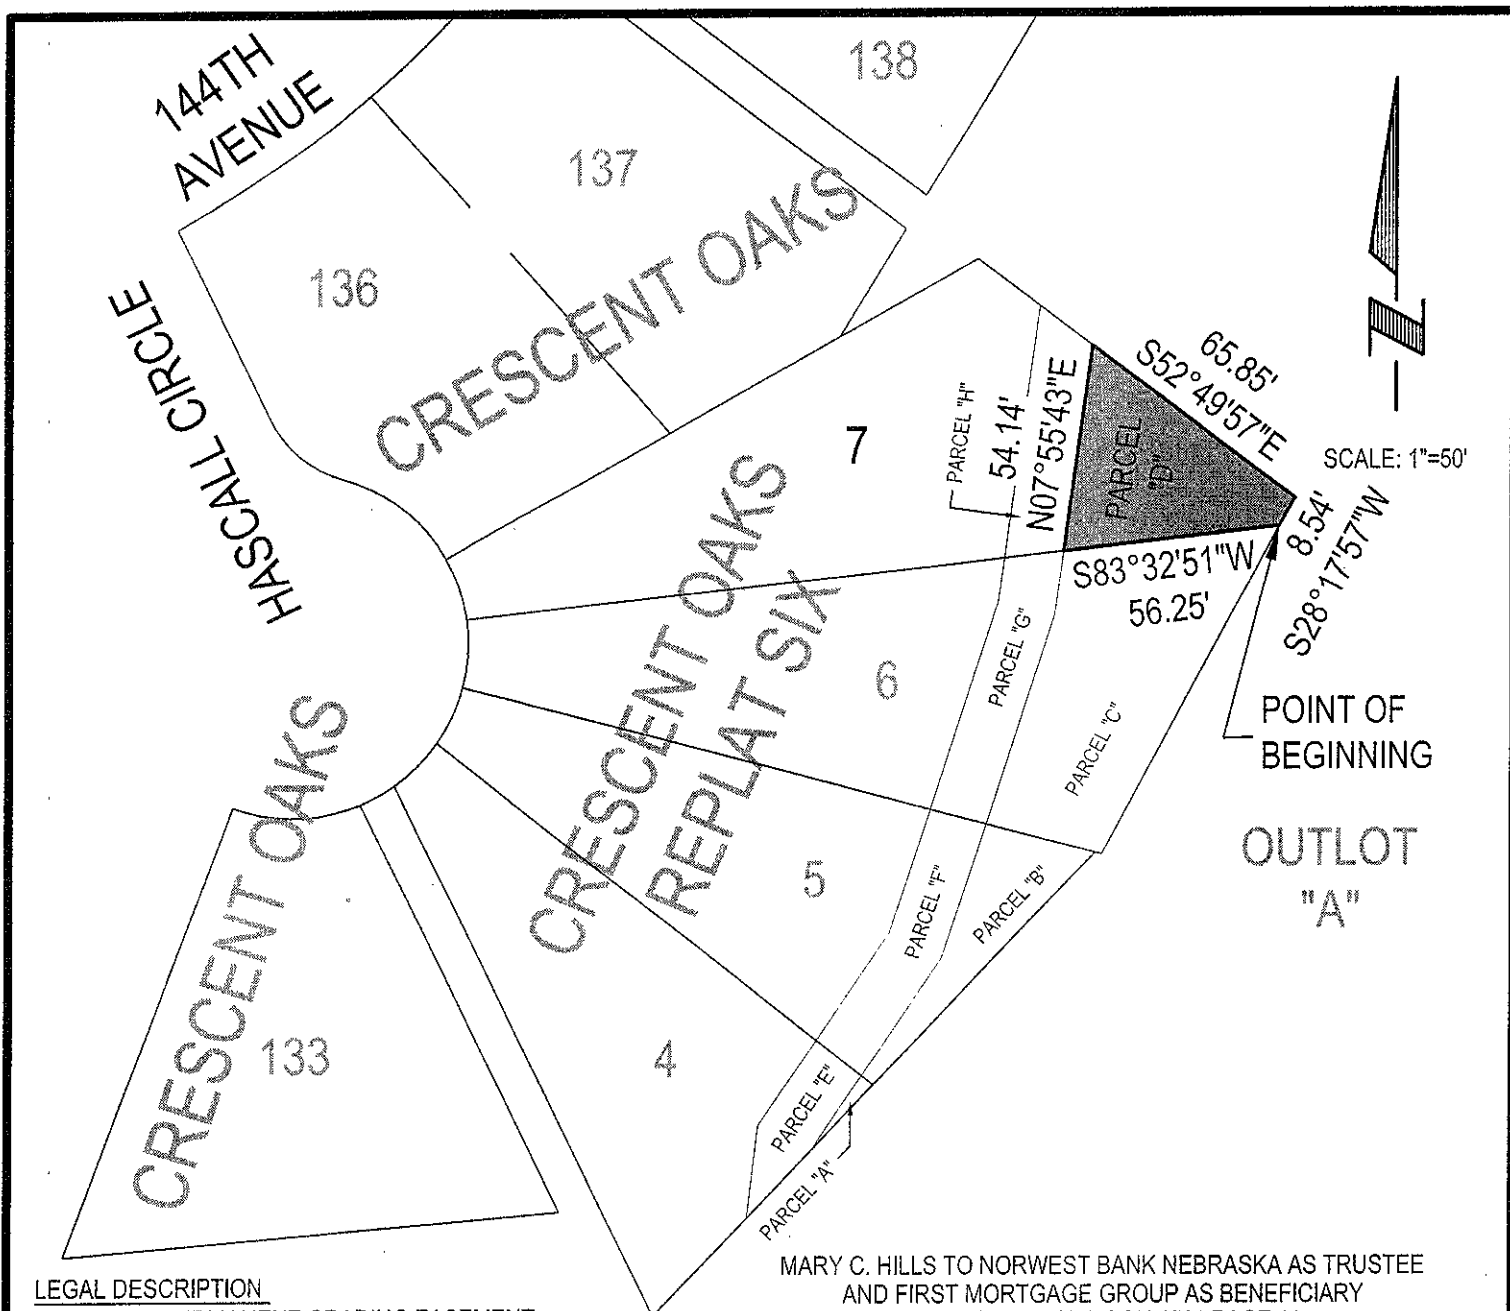 144TH
AVENUE
138
137
136
CRESCENT OAKS
HASCALL CIRCLE
7
PARCEL "H"
54.14'
N07°55'43"E
PARCEL
"D"
65.85'
S52°49'57"E
SCALE: 1"=50'
8.54'
S28°17'57"W
S83°32'51"W
56.25'
POINT OF
BEGINNING
CRESCENT OAKS
REPLAT SIX
6
PARCEL "G"
PARCEL "C"
OUTLOT
"A"
5
PARCEL "F"
PARCEL "B"
CRESCENT OAKS
133
4
PARCEL "E"
PARCEL "A"
LEGAL DESCRIPTION
MARY C. HILLS TO NORWEST BANK NEBRASKA AS TRUSTEE
AND FIRST MORTGAGE GROUP AS BENEFICIARY